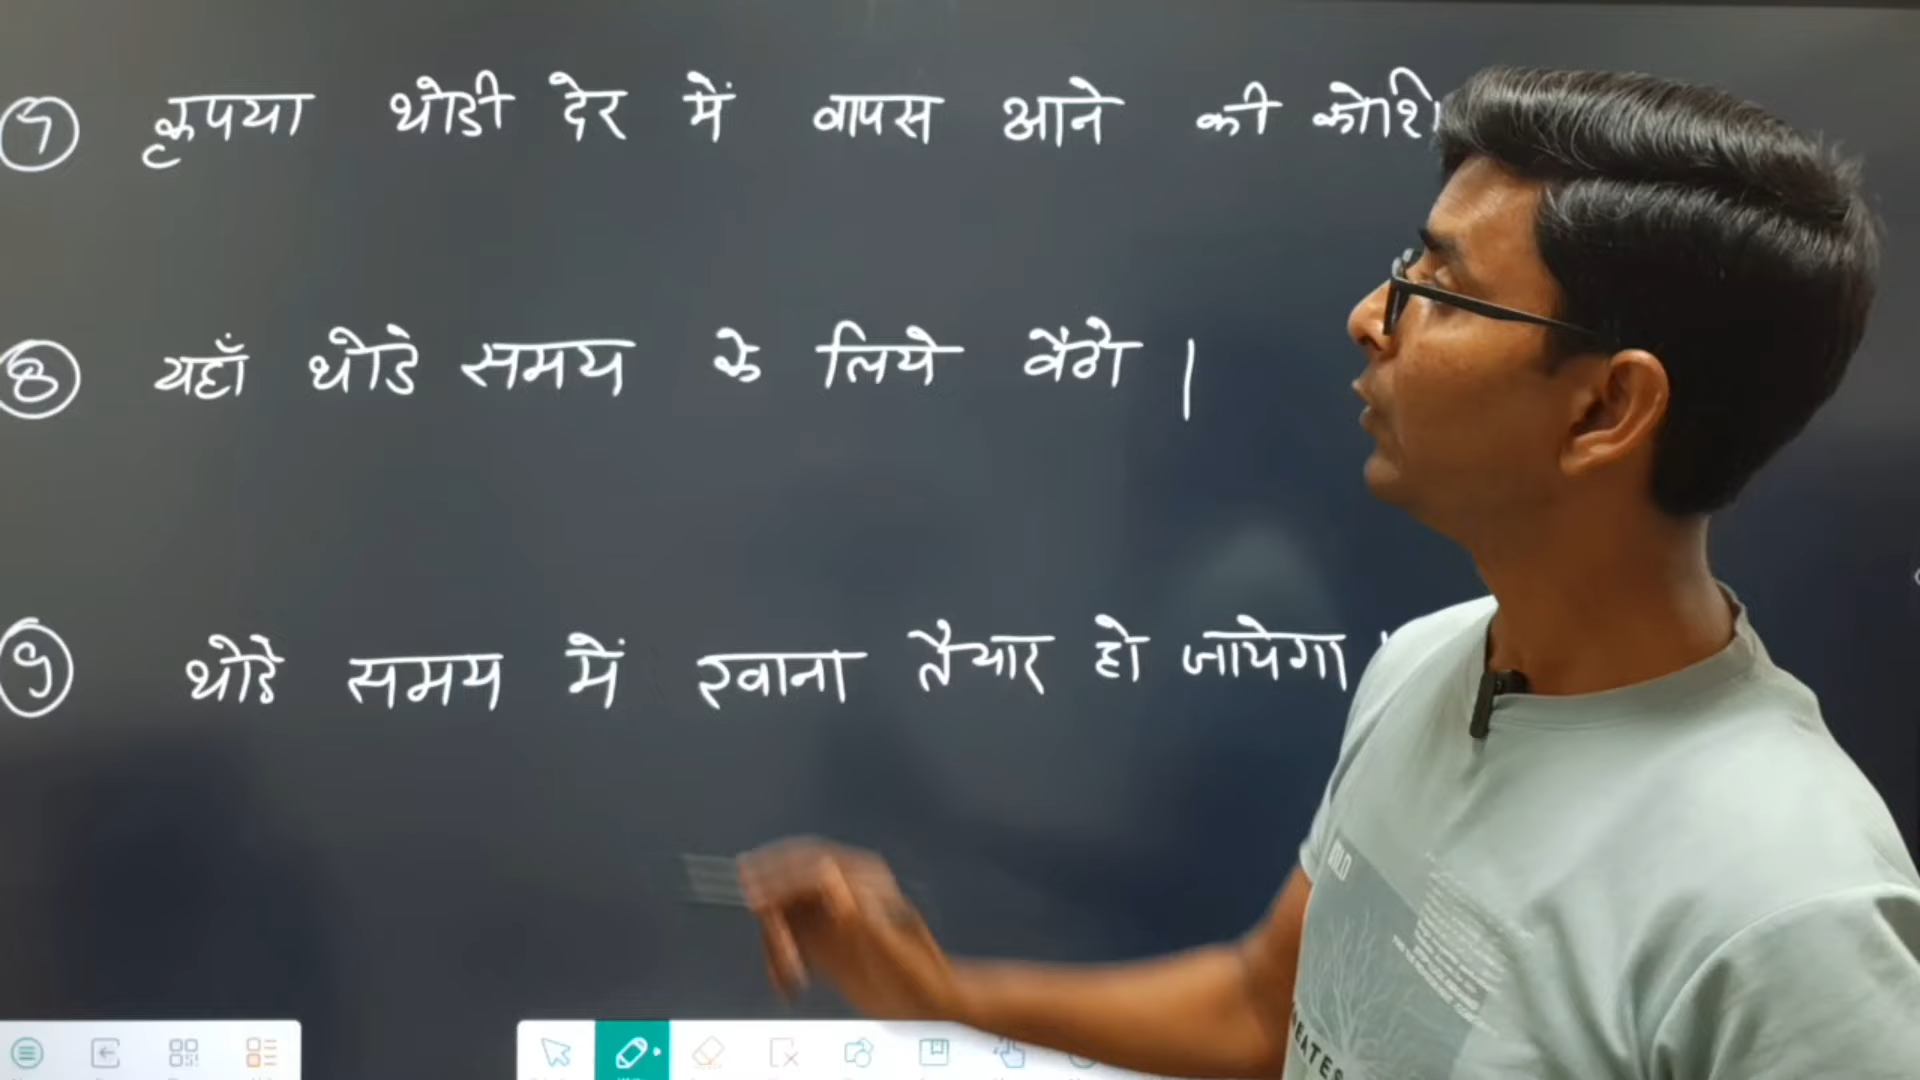 7 कृपया थोडी देर में वापस आने की कोशि
8 यहाँ थोडे समय के लिये बैठो |
9 थोडे समय में खाना तैयार हो जायेगा